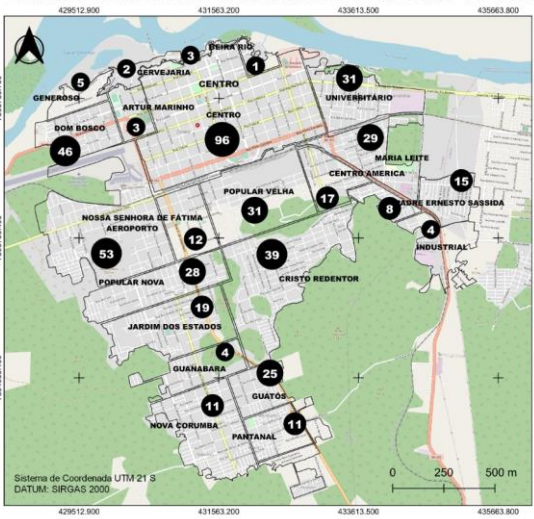 429512.900 431563.200 433613.500 435663.800
BEIRA RIO
3
1
2
CERVEJARIA
5
GENEROSO
CENTRO
31
UNIVERSITÁRIO
ARTUR MARINHO
CENTRO
3
DOM BOSCO
46
96
29
MARIA LEITE
CENTRO AMERICA
15
POPULAR VELHA
17
31
8
PADRE ERNESTO SASSIDA
NOSSA SENHORA DE FÁTIMA
AEROPORTO
12
4
INDUSTRIAL
53
39
28
POPULAR NOVA
CRISTO REDENTOR
19
JARDIM DOS ESTADOS
4
GUANABARA
25
GUATÓS
11
NOVA CORUMBA
11
PANTANAL
Sistema de Coordenada UTM 21 S
DATUM: SIRGAS 2000
0 250 500 m
429512.900 431563.200 433613.500 435663.800